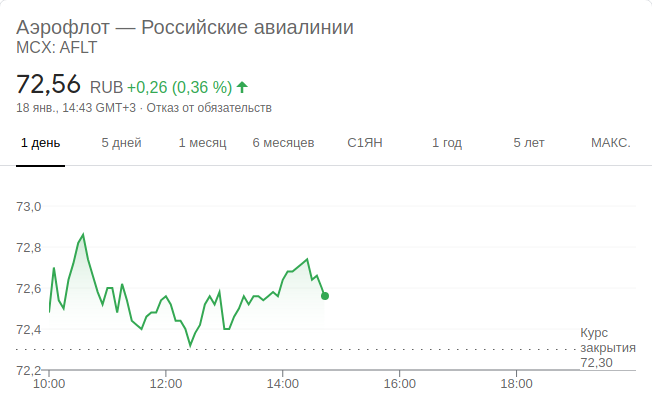 Аэрофлот — Российские авиалинии
MCX: AFLT
72,56 RUB +0,26 (0,36 %)
18 янв., 14:43 GMT+3 · Отказ от обязательств
1 день 5 дней 1 месяц 6 месяцев С1ЯН 1 год 5 лет МАКС.
73,0
72,8
72,6
72,4
72,2
Курс
закрытия
72,30
10:00 12:00 14:00 16:00 18:00